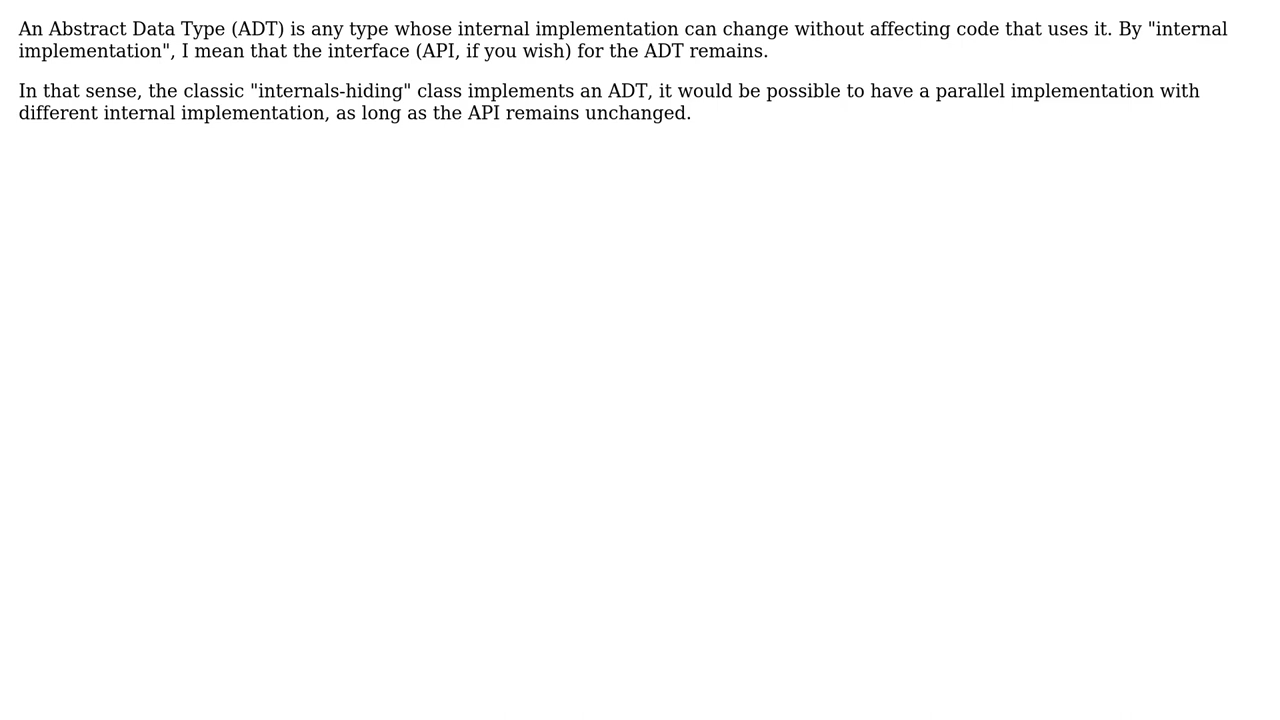 An Abstract Data Type (ADT) is any type whose internal implementation can change without affecting code that uses it. By "internal
implementation", I mean that the interface (API, if you wish) for the ADT remains.
In that sense, the classic "internals-hiding" class implements an ADT, it would be possible to have a parallel implementation with
different internal implementation, as long as the API remains unchanged.